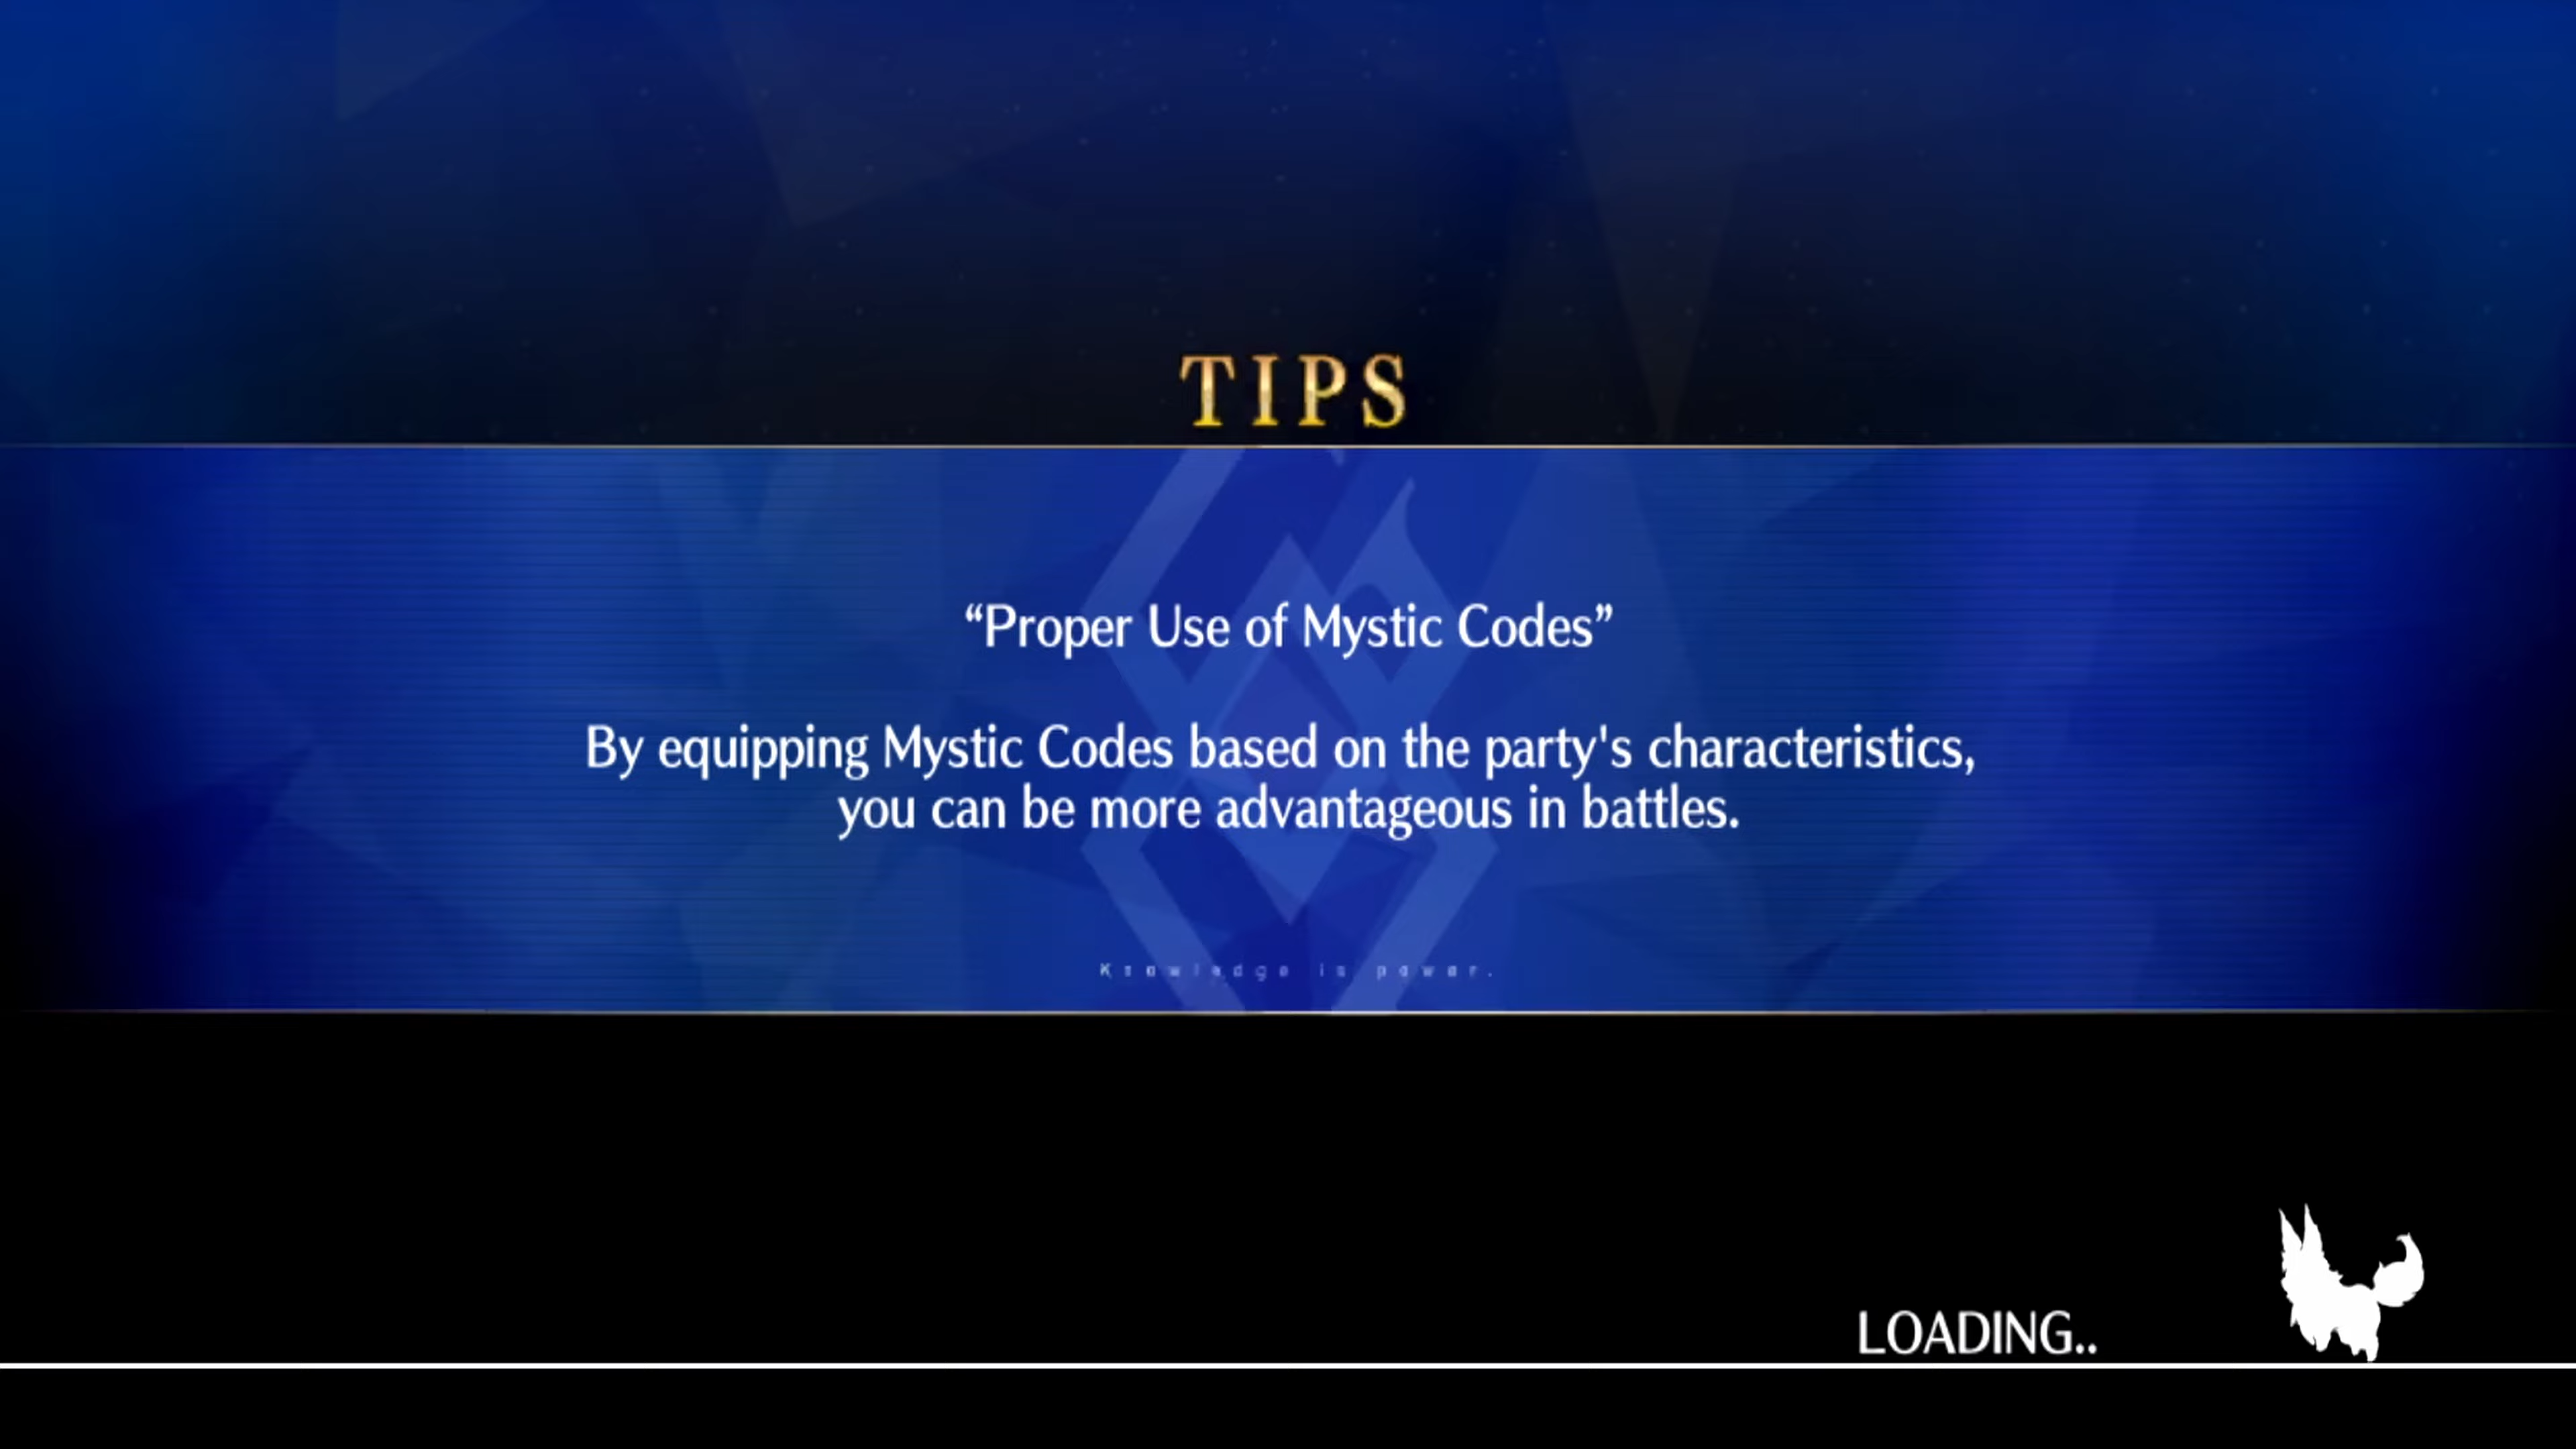 TIPS
“Proper Use of Mystic Codes”
By equipping Mystic Codes based on the party's characteristics,
you can be more advantageous in battles.
Knowledge is power.
LOADING..